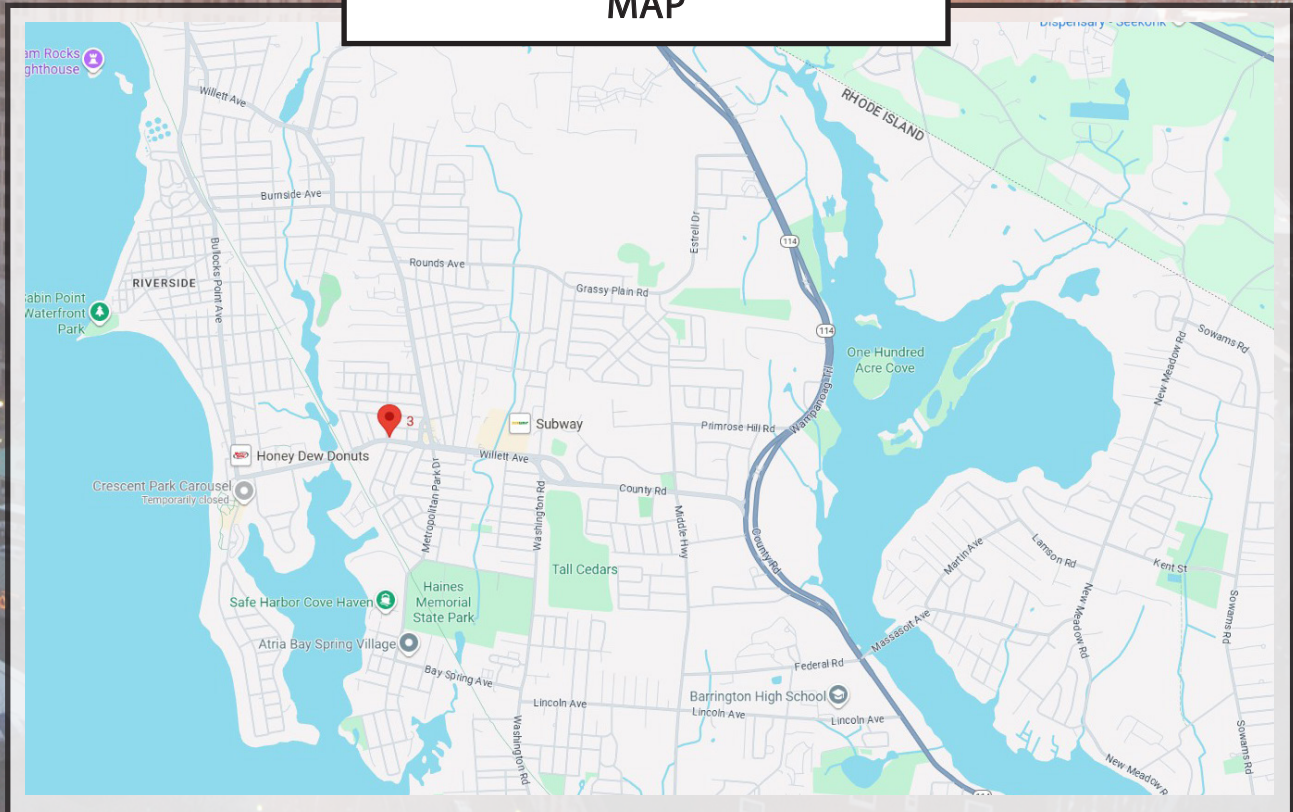 MAP
Dispensary - Seekonk
am Rocks
ghthouse
Willett Ave
RHODE ISLAND
Burnside Ave
Bullocks Point Ave
Estrell Dr
114
Rounds Ave
RIVERSIDE
Grassy Plain Rd
Sabin Point
Waterfront
Park
114
Sowams Rd
New Meadow Rd
One Hundred
Acre Cove
Wampanoag Trl
3
Subway
Primrose Hill Rd
Honey Dew Donuts
Willett Ave
Crescent Park Carousel
Temporarily closed
Metropolitan Park Dr
Washington Rd
County Rd
Middle Hwy
County Rd
Martin Ave
Lamson Rd
Kent St
Tall Cedars
Haines
Memorial
State Park
Safe Harbor Cove Haven
New Meadow Rd
Sowams Rd
Massasoit Ave
Atria Bay Spring Village
Federal Rd
Bay Spring Ave
Barrington High School
Lincoln Ave
Lincoln Ave
Lincoln Ave
Washington Rd
Sowams Rd
New Meadow R